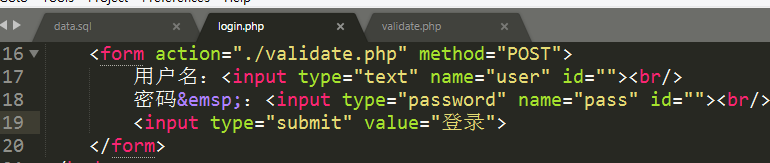 data.sql × login.php × validate.php ×
16 <form action="./validate.php" method="POST">
17 用户名：<input type="text" name="user" id=""><br/>
18 密码&emsp;：<input type="password" name="pass" id=""><br/>
19 <input type="submit" value="登录">
20 </form>